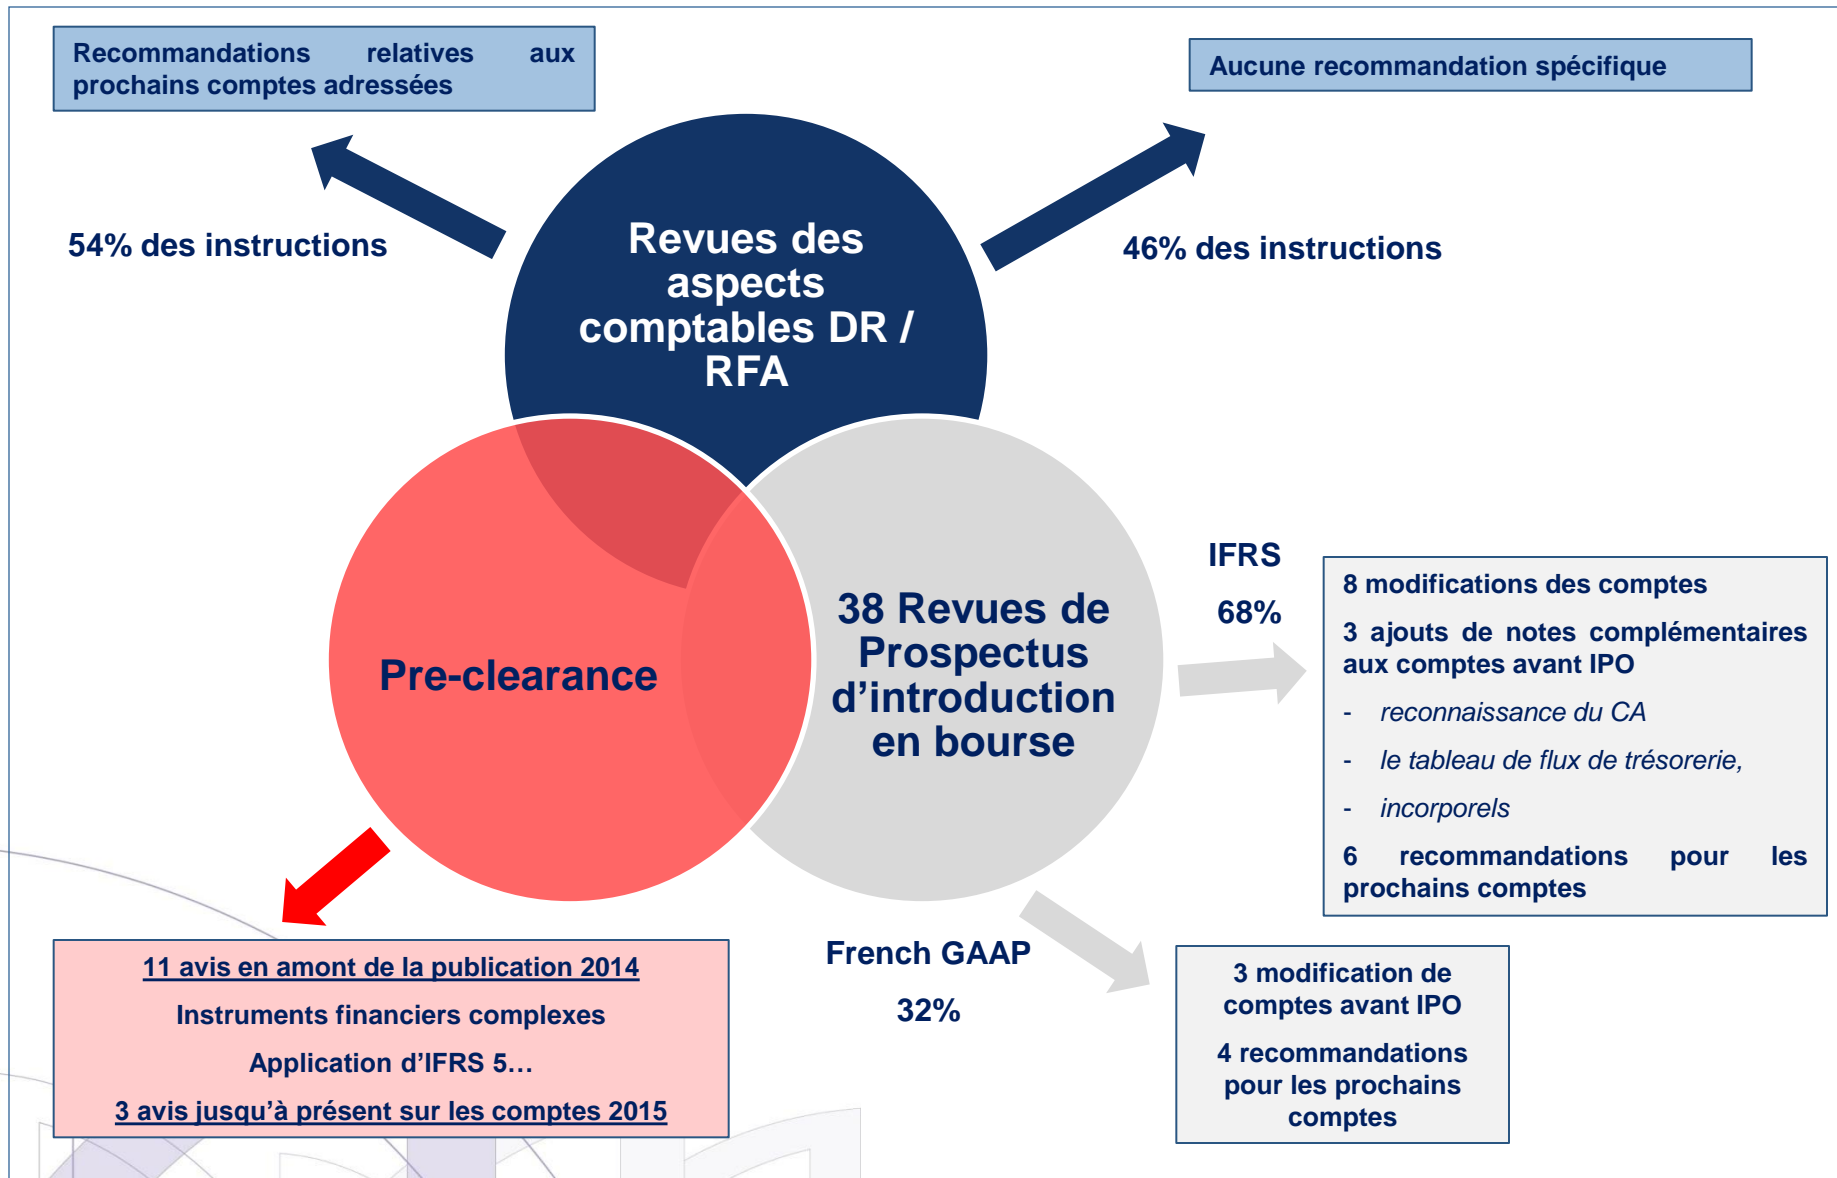 Recommandations relatives aux
prochains comptes adressées
Aucune recommandation spécifique
54% des instructions
46% des instructions
Revues des
aspects
comptables DR /
RFA
Pre-clearance
38 Revues de
Prospectus
d’introduction
en bourse
IFRS
68%
8 modifications des comptes
3 ajouts de notes complémentaires
aux comptes avant IPO
- reconnaissance du CA
- le tableau de flux de trésorerie,
- incorporels
6 recommandations pour les
prochains comptes
French GAAP
32%
3 modification de
comptes avant IPO
4 recommandations
pour les prochains
comptes
11 avis en amont de la publication 2014
Instruments financiers complexes
Application d’IFRS 5…
3 avis jusqu’à présent sur les comptes 2015